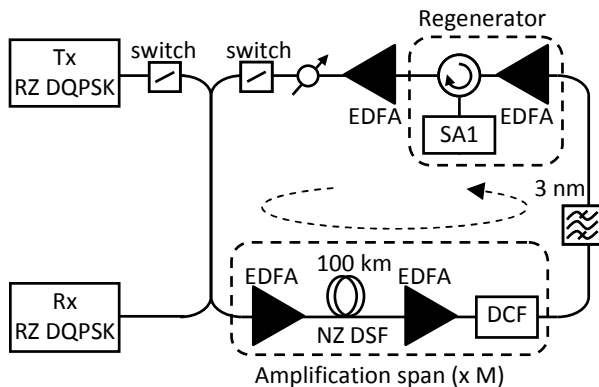 Regenerator
Tx
RZ DQPSK
switch
switch
EDFA
EDFA
SA1
3 nm
Rx
RZ DQPSK
EDFA
100 km
EDFA
NZ DSF
DCF
Amplification span (x M)